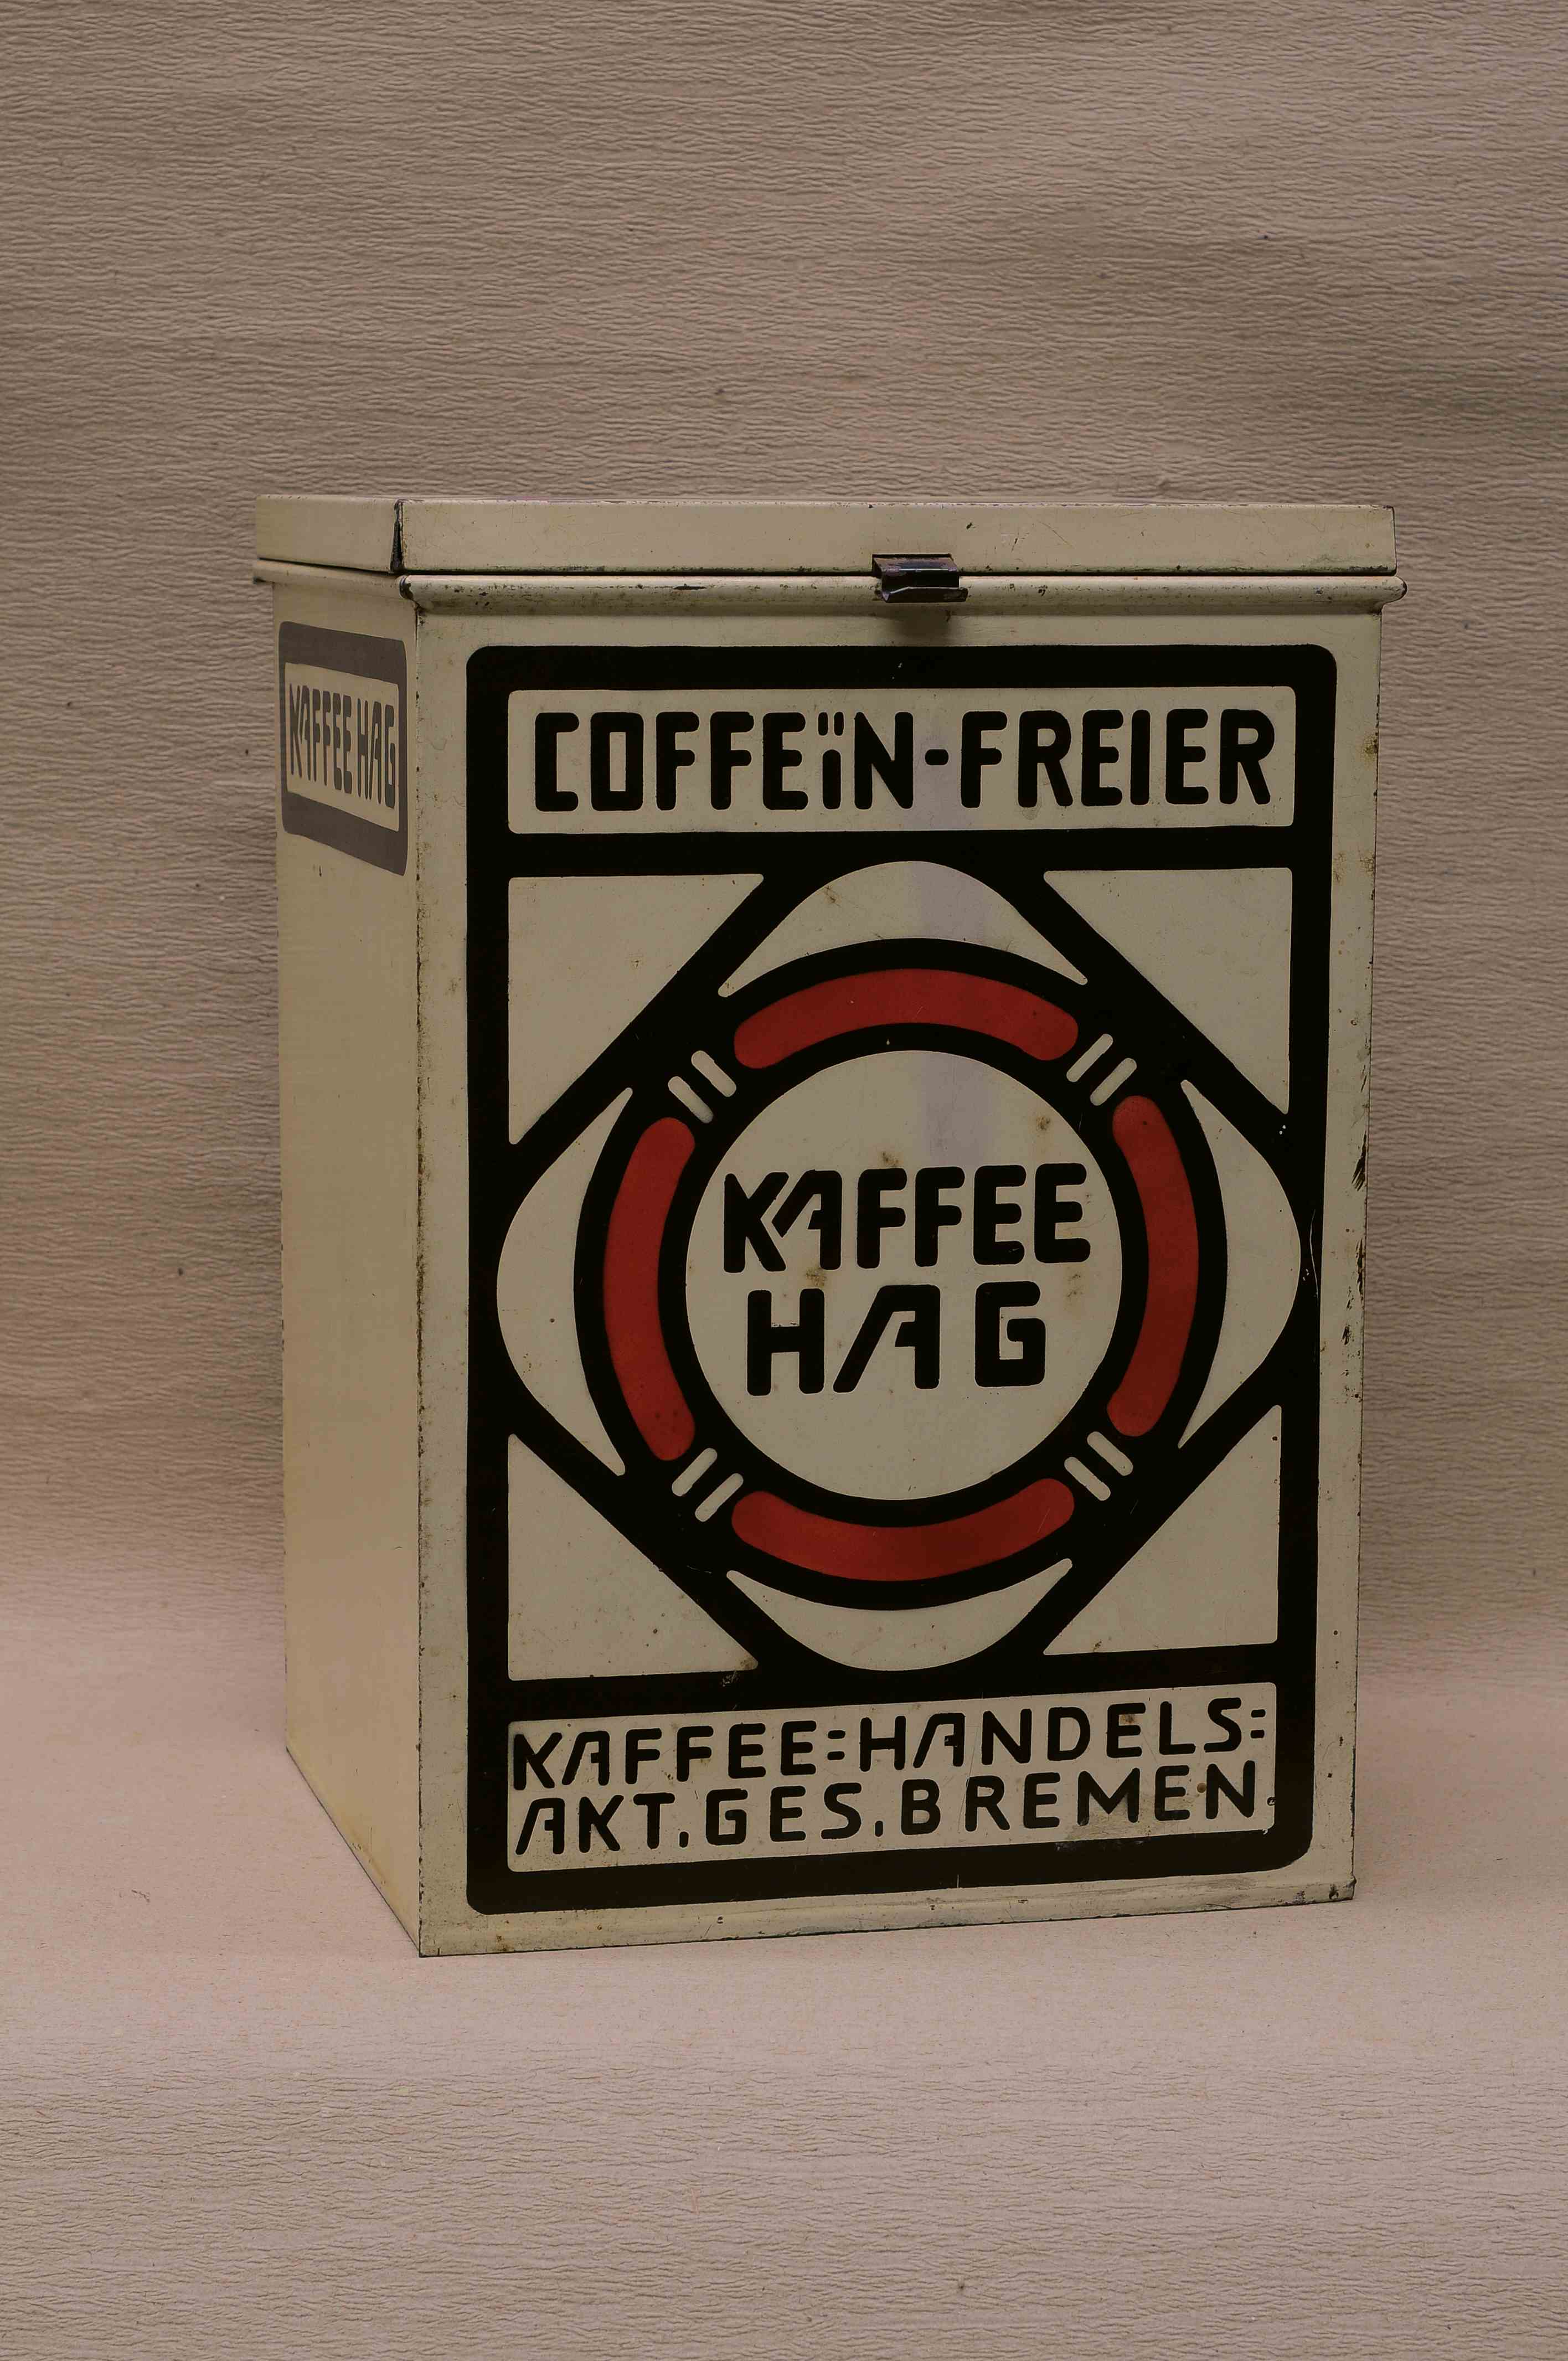 KAFFEE HAG
COFFEïN-FREIER
KAFFEE
HAG
KAFFEE=HANDELS=
AKT.GES.BREMEN.